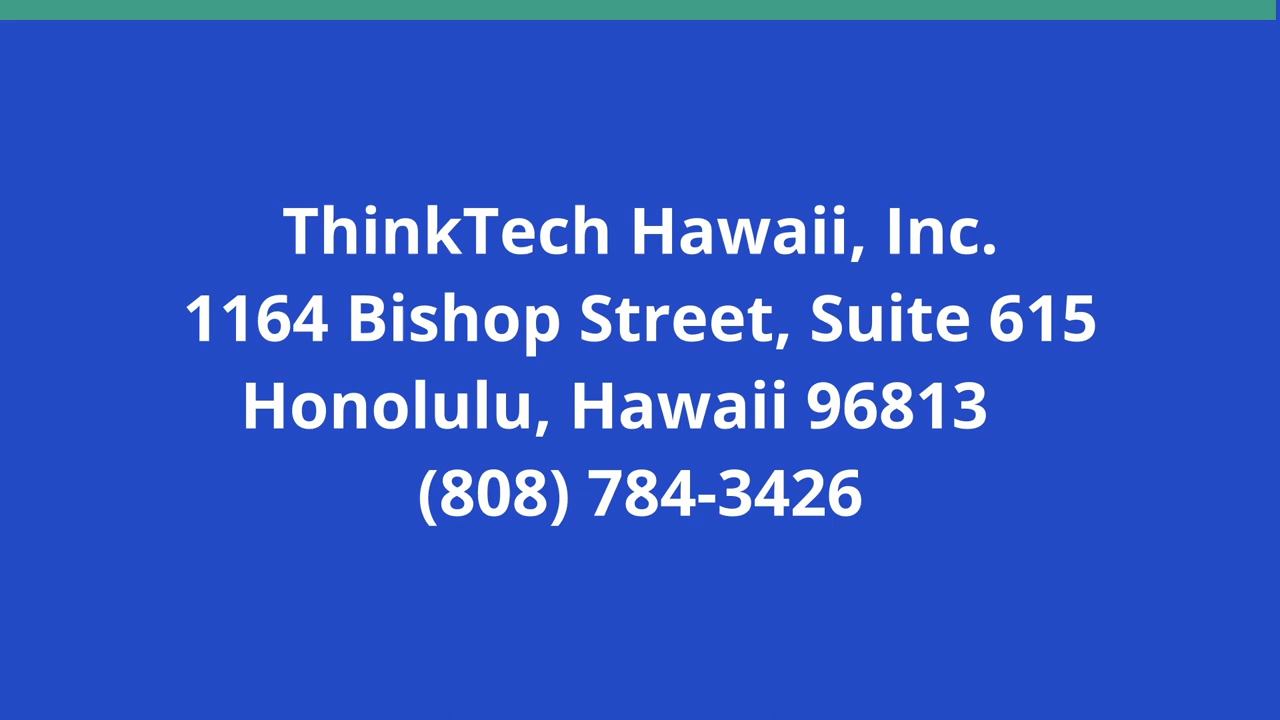 ThinkTech Hawaii, Inc.
1164 Bishop Street, Suite 615
Honolulu, Hawaii 96813
(808) 784-3426